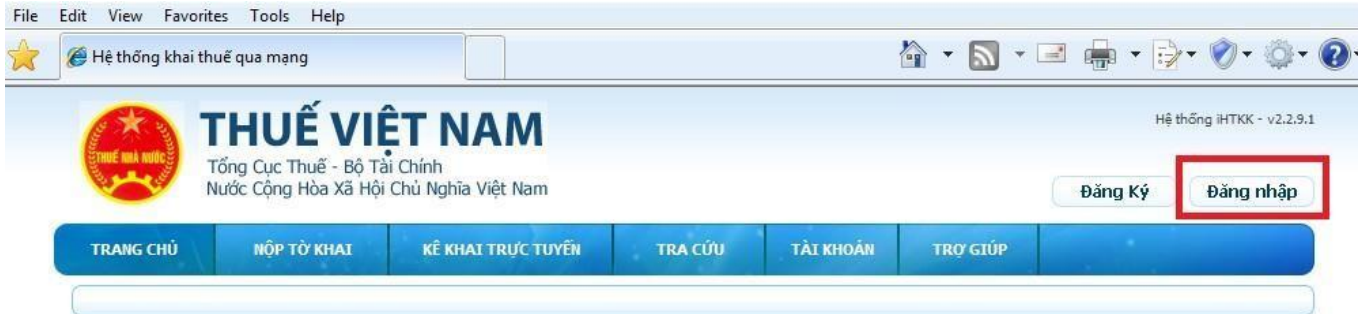 File Edit View Favorites Tools Help
Hệ thống khai thuế qua mạng
THUẾ NHÀ NƯỚC
THUẾ VIỆT NAM
Tổng Cục Thuế - Bộ Tài Chính
Nước Cộng Hòa Xã Hội Chủ Nghĩa Việt Nam
Hệ thống iHTKK - v2.2.9.1
Đăng Ký Đăng nhập
TRANG CHỦ NỘP TỜ KHAI KÊ KHAI TRỰC TUYẾN TRA CỨU TÀI KHOẢN TRỢ GIÚP